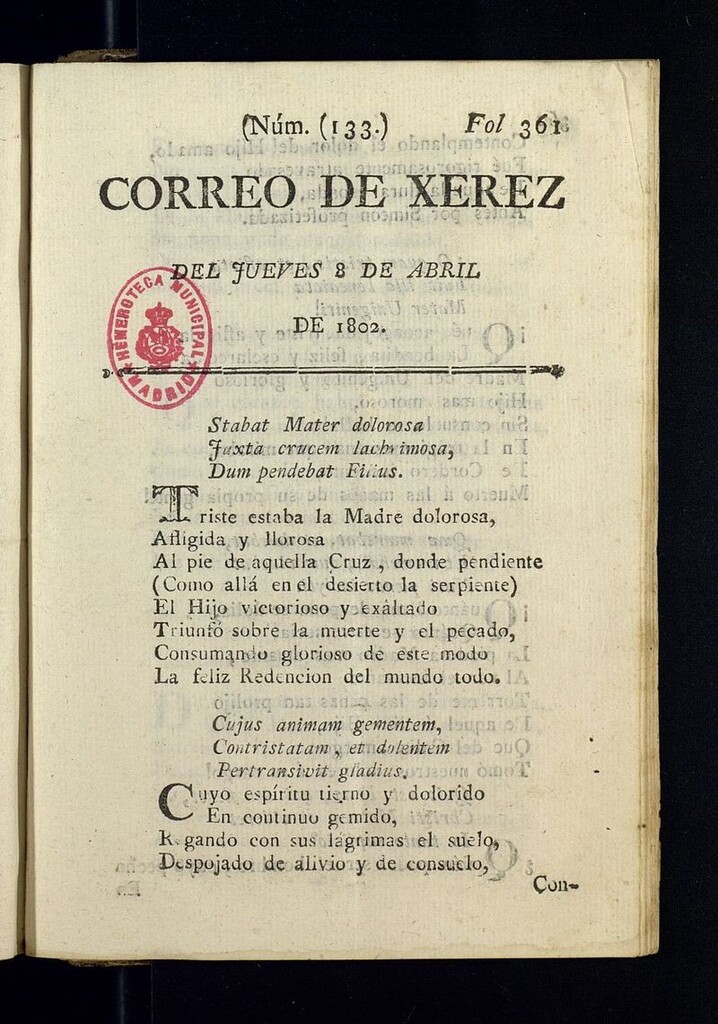 (Núm. (133.) Fol 361
CORREO DE XEREZ
DEL JUEVES 8 DE ABRIL
DE 1802.
HEMEROTECA MUNICIPAL
MADRID
Stabat Mater dolorosa
Juxta crucem lachrimosa,
Dum pendebat Filius.
Triste estaba la Madre dolorosa,
Afligida y llorosa
Al pie de aquella Cruz, donde pendiente
(Como allá en el desierto la serpiente)
El Hijo victorioso y exâltado
Triunfó sobre la muerte y el pecado,
Consumando glorioso de este modo
La feliz Redencion del mundo todo.
Cujus animam gementem,
Contristatam, et dolentem
Pertransivit gladius.
Cuyo espíritu tierno y dolorido
En continuo gemido,
Regando con sus lágrimas el suelo,
Despojado de alivio y de consuelo,
Con-